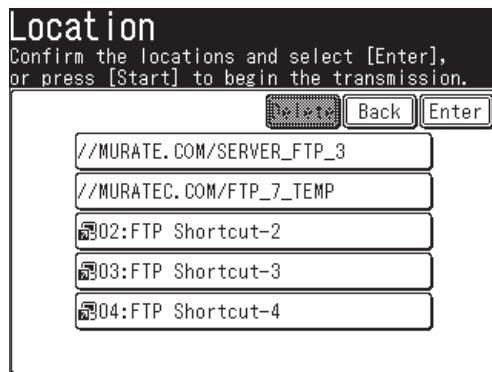 Location
Confirm the locations and select [Enter],
or press [Start] to begin the transmission.
Delete Back Enter
//MURATE.COM/SERVER_FTP_3
//MURATEC.COM/FTP_7_TEMP
02:FTP Shortcut-2
03:FTP Shortcut-3
04:FTP Shortcut-4